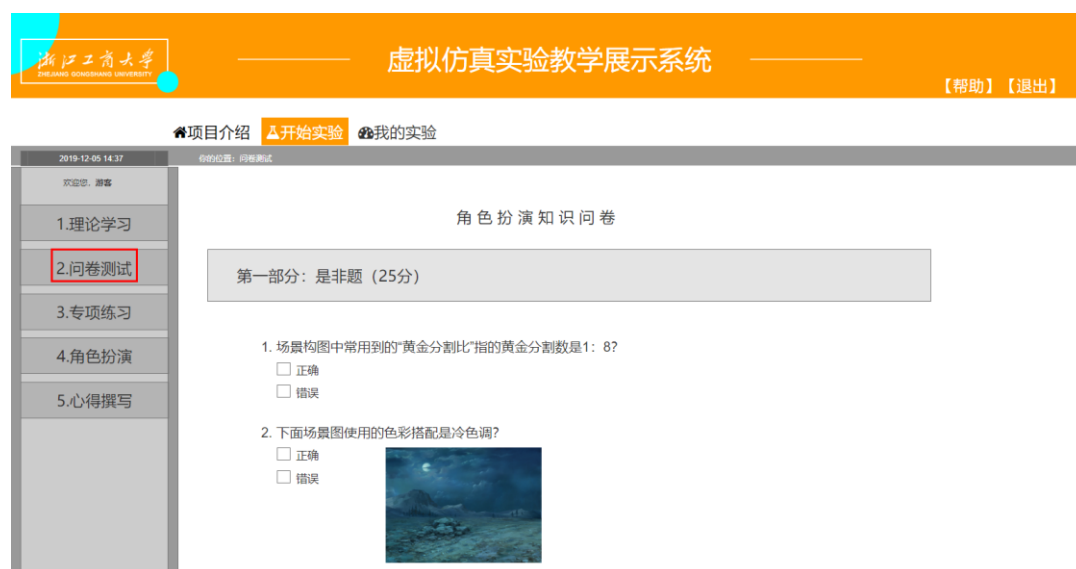 浙江工商大学
ZHEJIANG GONGSHANG UNIVERSITY
虚拟仿真实验教学展示系统
【帮助】【退出】
项目介绍 开始实验 我的实验
2019-12-05 14:37 你的位置：问卷测试
欢迎您，游客
1.理论学习
2.问卷测试
3.专项练习
4.角色扮演
5.心得撰写
角色扮演知识问卷
第一部分：是非题（25分）
1. 场景构图中常用到的“黄金分割比”指的黄金分割数是1：8?
正确
错误
2. 下面场景图使用的色彩搭配是冷色调?
正确
错误